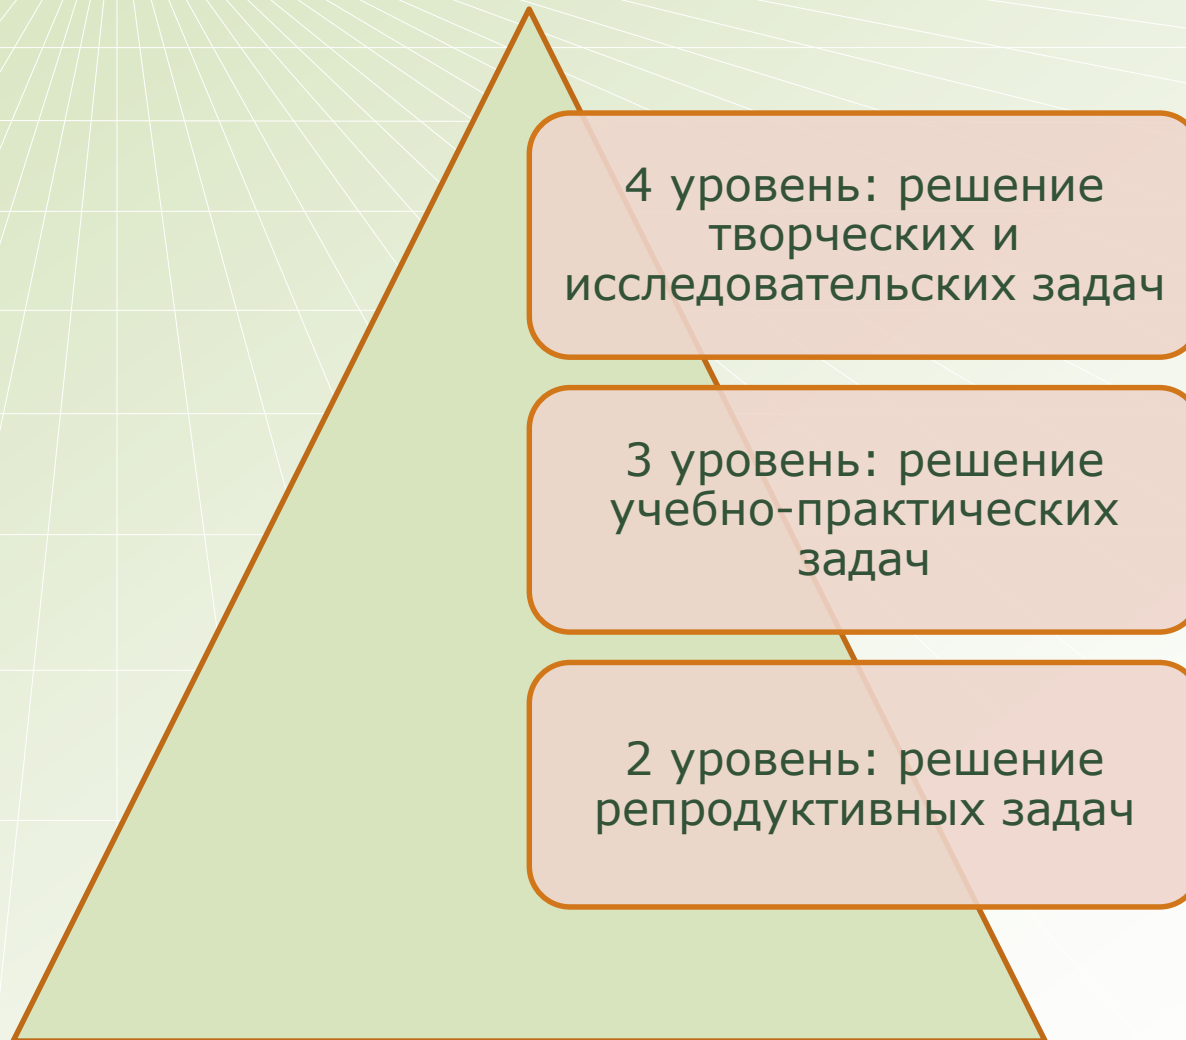 4 уровень: решение
творческих и
исследовательских задач
3 уровень: решение
учебно-практических
задач
2 уровень: решение
репродуктивных задач